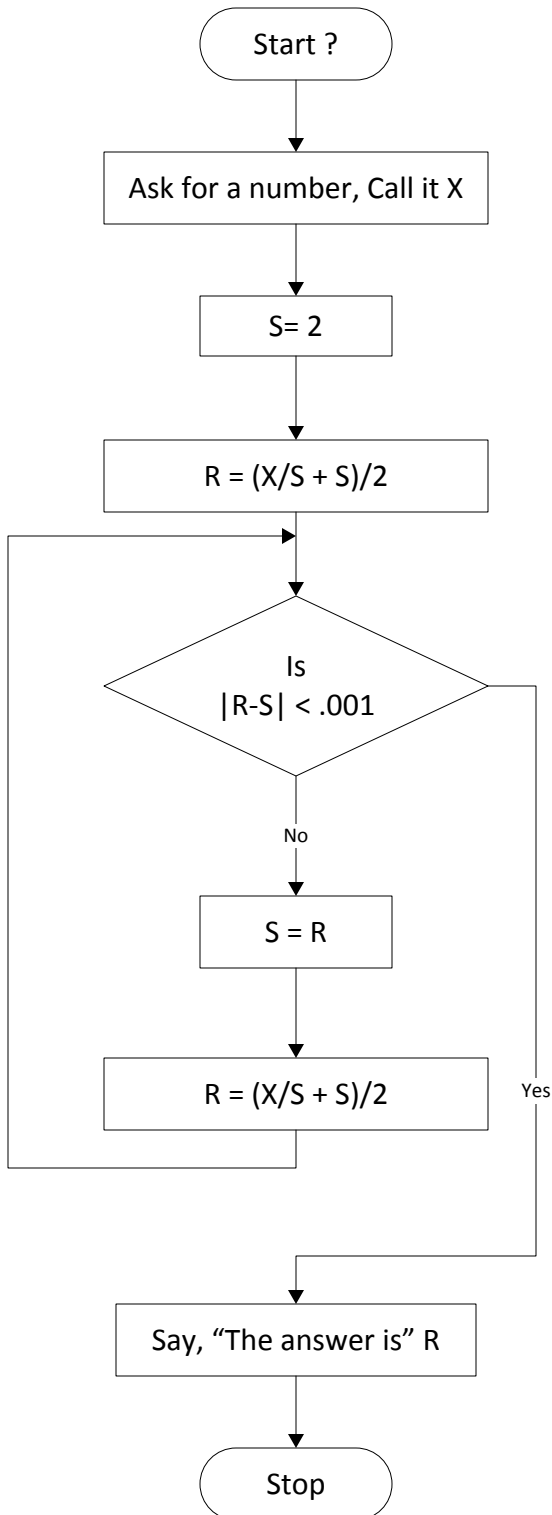 Start ?
Ask for a number, Call it X
S= 2
R = (X/S + S)/2
Is
|R-S| < .001
No
S = R
R = (X/S + S)/2
Yes
Say, “The answer is” R
Stop